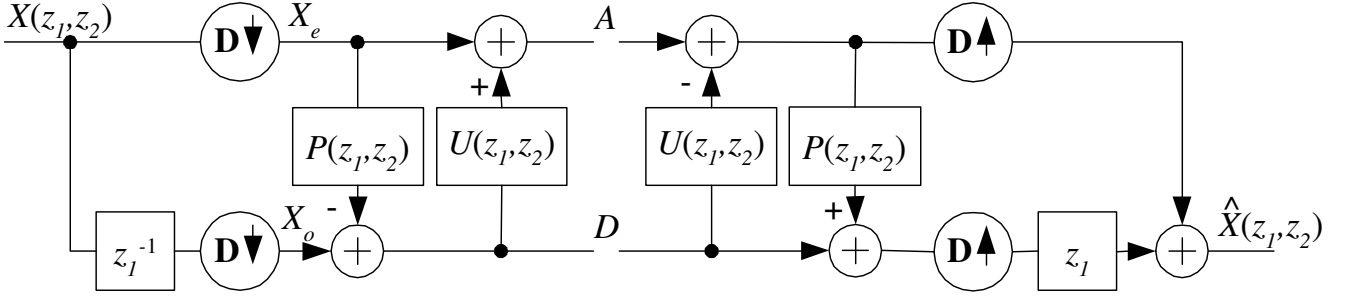 X(z₁,z₂) D Xₑ A D
+ -
P(z₁,z₂) U(z₁,z₂) U(z₁,z₂) P(z₁,z₂)
- +
z₁⁻¹ D Xₒ + D + D z₁ X̂(z₁,z₂)